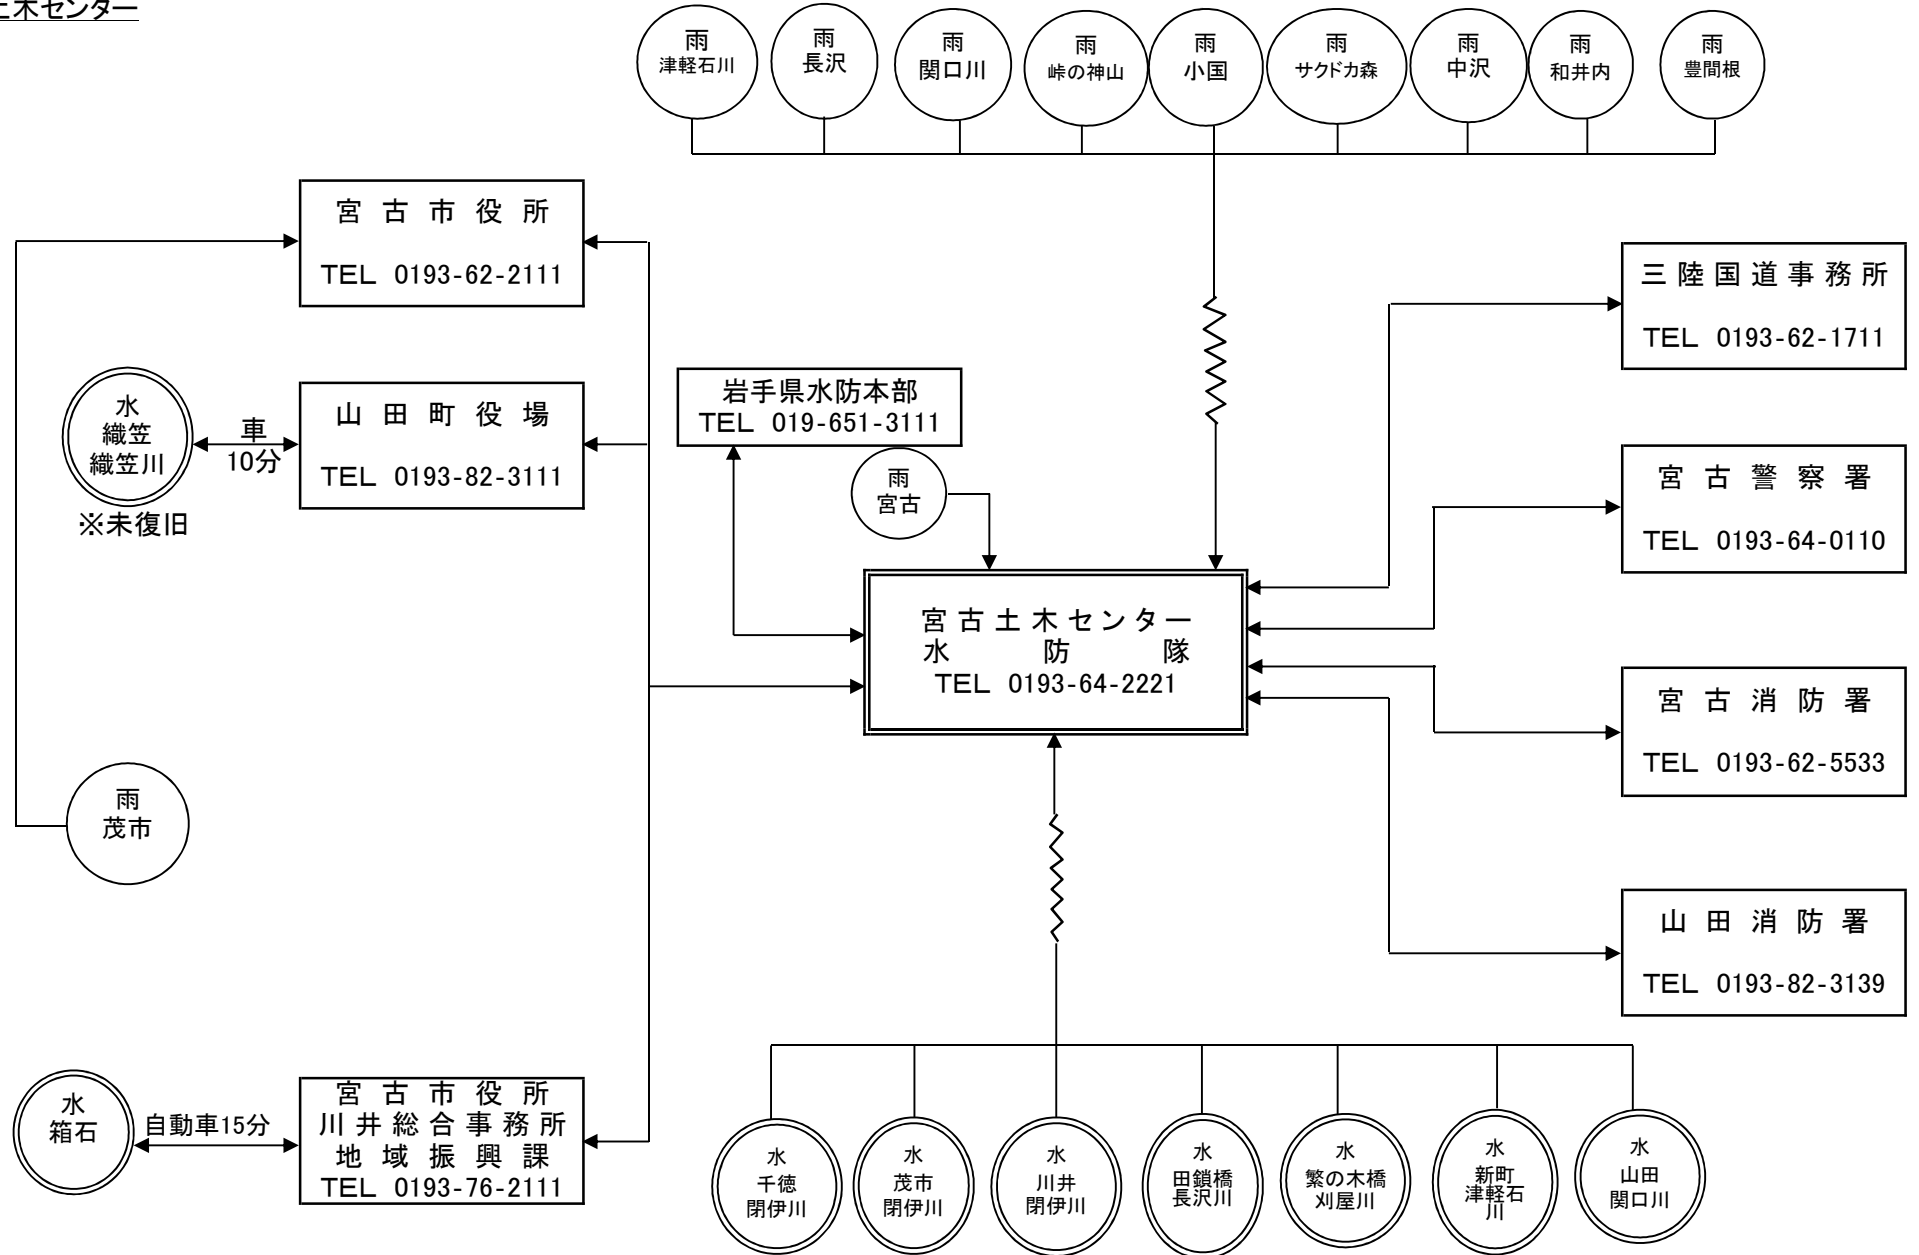 土木センター
雨
津軽石川
雨
長沢
雨
関口川
雨
峠の神山
雨
小国
雨
サクドカ森
雨
中沢
雨
和井内
雨
豊間根
宮古市役所
TEL 0193-62-2111
三陸国道事務所
TEL 0193-62-1711
水
織笠
織笠川
※未復旧
車
10分
山田町役場
TEL 0193-82-3111
岩手県水防本部
TEL 019-651-3111
雨
宮古
宮古警察署
TEL 0193-64-0110
宮古土木センター
水防隊
TEL 0193-64-2221
宮古消防署
TEL 0193-62-5533
雨
茂市
山田消防署
TEL 0193-82-3139
水
箱石
自動車15分
宮古市役所
川井総合事務所
地域振興課
TEL 0193-76-2111
水
千徳
閉伊川
水
茂市
閉伊川
水
川井
閉伊川
水
田鎖橋
長沢川
水
繁の木橋
刈屋川
水
新町
津軽石
川
水
山田
関口川